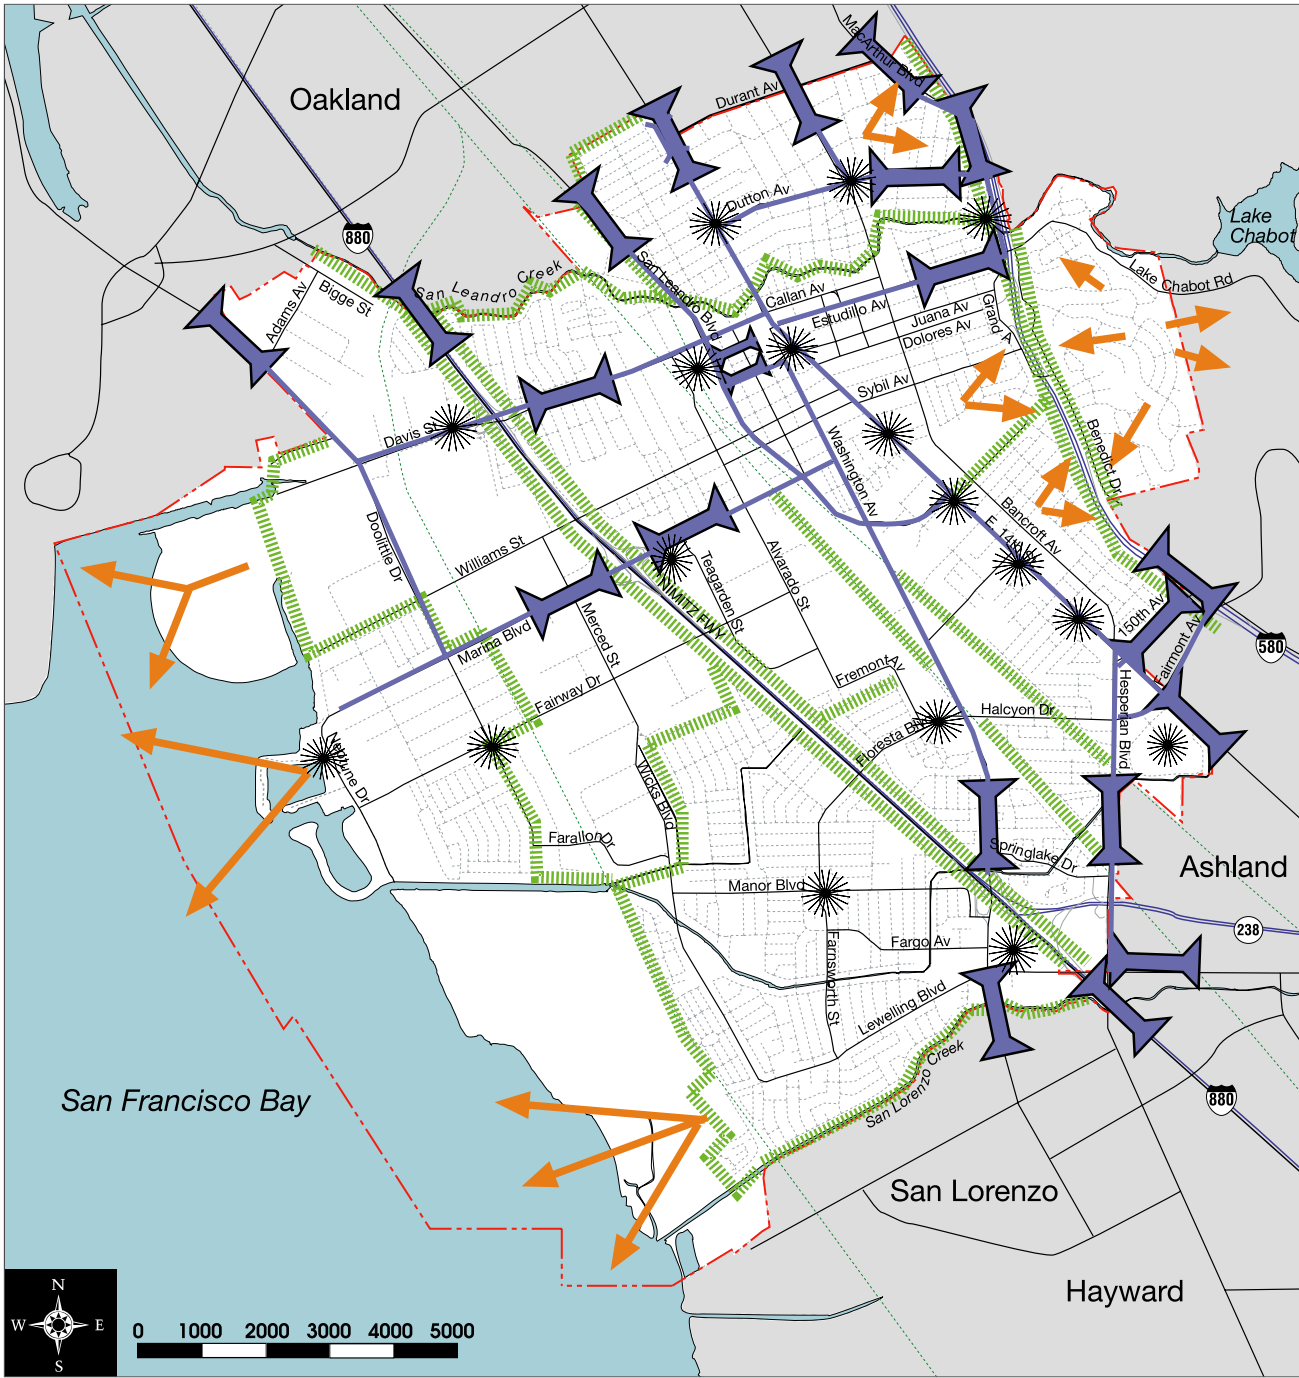 MacArthur Blvd
Oakland
Durant Av
Dutton Av
Lake
Chabot
880
San Leandro Creek
Lake Chabot Rd
Adams Av
Bigge St
San Leandro Blvd
Callan Av
Estudillo Av
Juana Av
Dolores Av
Grand A
Sybil Av
Davis St
Benedict Dr
Washington Av
Bancroft Av
E. 14th
Doolittle Dr
Williams St
Teagarden St
Alvarado St
NIMITZ FWY
150th Av
Fairmont Av
580
Marina Blvd
Merced St
Fremont Av
Fairway Dr
Hesperian Blvd
Halcyon Dr
Floresta Blv
Neptune Dr
Wicks Blvd
Farallon Dr
Springlake Dr
Ashland
Manor Blvd
238
Fargo Av
Farnsworth St
Lewelling Blvd
San Lorenzo Creek
San Francisco Bay
880
San Lorenzo
Hayward
N
W E
S
0 1000 2000 3000 4000 5000